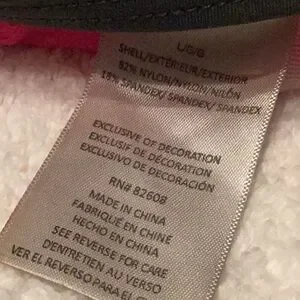 L/G/G
SHELL/EXTÉRIEUR/EXTERIOR
82% NYLON/NYLON/NILÓN
18% SPANDEX/SPANDEX/SPANDEX
EXCLUSIVE OF DECORATION
EXCLUSIF DE DÉCORATION
EXCLUSIVO DE DECORACIÓN
RN# 82608
MADE IN CHINA
FABRIQUÉ EN CHINE
HECHO EN CHINA
SEE REVERSE FOR CARE
D'ENTRETIEN AU VERSO
VER EL REVERSO PARA EL